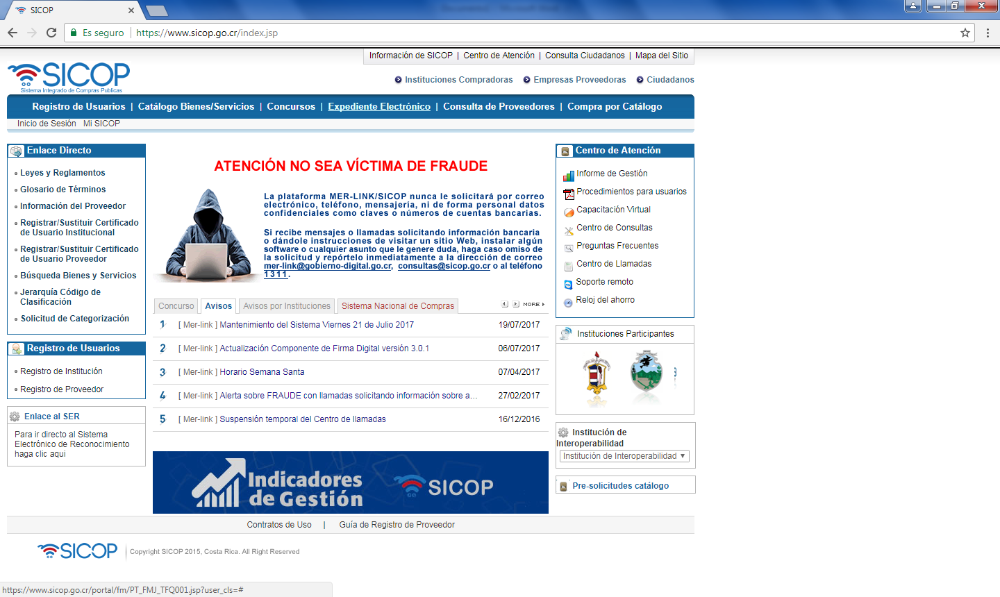 SICOP
Es seguro
https://www.sicop.go.cr/index.jsp
Información de SICOP | Centro de Atención | Consulta Ciudadanos | Mapa del Sitio
SICOP
Sistema Integrado de Compras Publicas
Instituciones Compradoras Empresas Proveedoras Ciudadanos
Registro de Usuarios | Catálogo Bienes/Servicios | Concursos | Expediente Electrónico | Consulta de Proveedores | Compra por Catálogo
Inicio de Sesión Mi SICOP
Enlace Directo
Leyes y Reglamentos
Glosario de Términos
Información del Proveedor
Registrar/Sustituir Certificado
de Usuario Institucional
Registrar/Sustituir Certificado
de Usuario Proveedor
Búsqueda Bienes y Servicios
Jerarquía Código de
Clasificación
Solicitud de Categorización
Registro de Usuarios
Registro de Institución
Registro de Proveedor
Enlace al SER
Para ir directo al Sistema
Electrónico de Reconocimiento
haga clic aqui
ATENCIÓN NO SEA VÍCTIMA DE FRAUDE
La plataforma MER-LINK/SICOP nunca le solicitará por correo
electrónico, teléfono, mensajería, ni de forma personal datos
confidenciales como claves o números de cuentas bancarias.
Si recibe mensajes o llamadas solicitando información bancaria
o dándole instrucciones de visitar un sitio Web, instalar algún
software o cualquier asunto que le genere duda, haga caso omiso de
la solicitud y repórtelo inmediatamente a la dirección de correo
mer-link@gobierno-digital.go.cr, consultas@sicop.go.cr o al teléfono
1311.
Concurso Avisos Avisos por Instituciones Sistema Nacional de Compras MORE
1 [ Mer-link ] Mantenimiento del Sistema Viernes 21 de Julio 2017 19/07/2017
2 [ Mer-link ] Actualización Componente de Firma Digital versión 3.0.1 06/07/2017
3 [ Mer-link ] Horario Semana Santa 07/04/2017
4 [ Mer-link ] Alerta sobre FRAUDE con llamadas solicitando información sobre a… 27/02/2017
5 [ Mer-link ] Suspensión temporal del Centro de llamadas 16/12/2016
Indicadores
de Gestión
SICOP
Centro de Atención
Informe de Gestión
Procedimientos para usuarios
Capacitación Virtual
Centro de Consultas
Preguntas Frecuentes
Centro de Llamadas
Soporte remoto
Reloj del ahorro
Instituciones Participantes
Institución de
Interoperabilidad
Institución de Interoperabilidad
Pre-solicitudes catálogo
Contratos de Uso | Guía de Registro de Proveedor
SICOP
Copyright SICOP 2015, Costa Rica. All Right Reserved
https://www.sicop.go.cr/portal/fm/PT_FMJ_TFQ001.jsp?user_cls=#